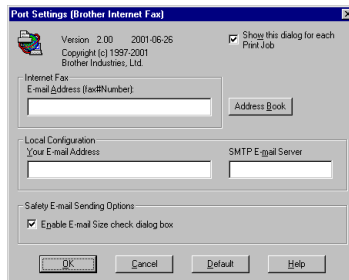 Port Settings (Brother Internet Fax)
Version 2.00 2001-06-26
Copyright (c) 1997-2001
Brother Industries, Ltd.
Show this dialog for each
Print Job
Internet Fax
E-mail Address (fax#Number):
Address Book
Local Configuration
Your E-mail Address
SMTP E-mail Server
Safety E-mail Sending Options
Enable E-mail Size check dialog box
OK
Cancel
Default
Help